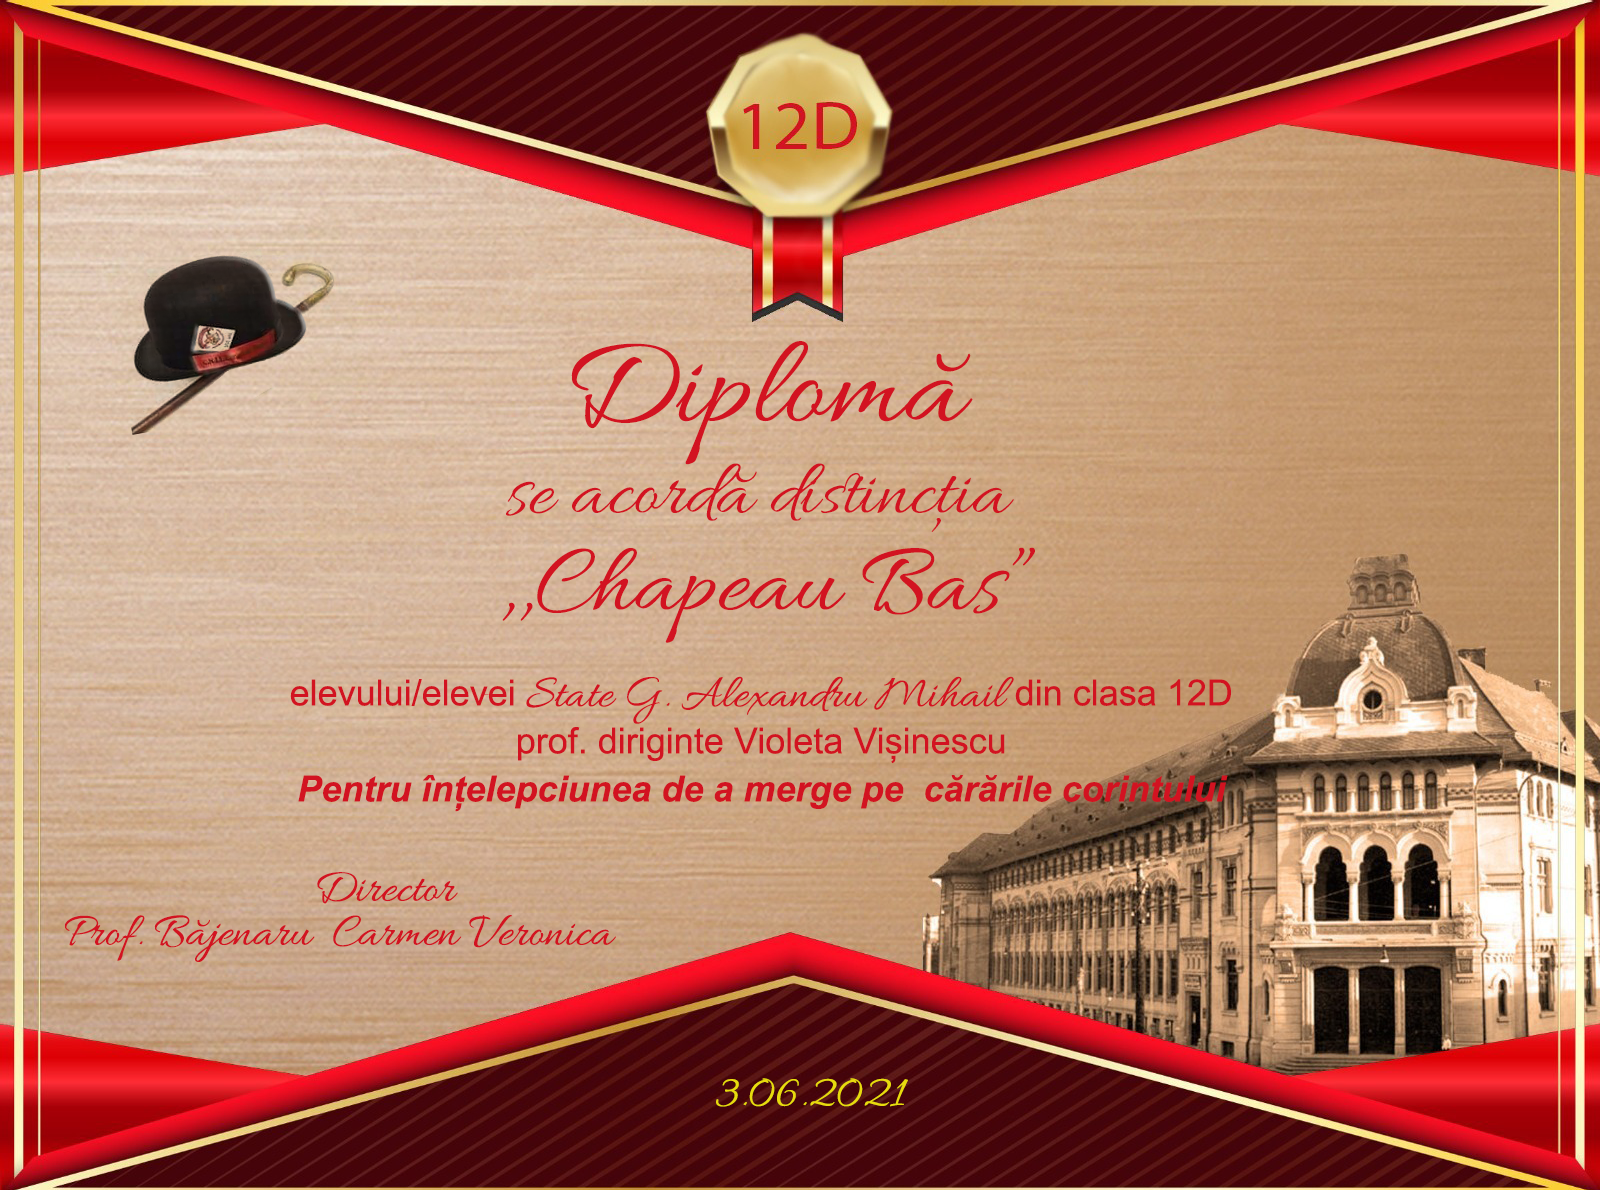 12D
Diplomă
se acordă distincția
,,Chapeau Bas”
elevului/elevei State G. Alexandru Mihail din clasa 12D
prof. diriginte Violeta Vișinescu
Pentru înțelepciunea de a merge pe cărările corintului
Director
Prof. Băjenaru Carmen Veronica
3.06.2021